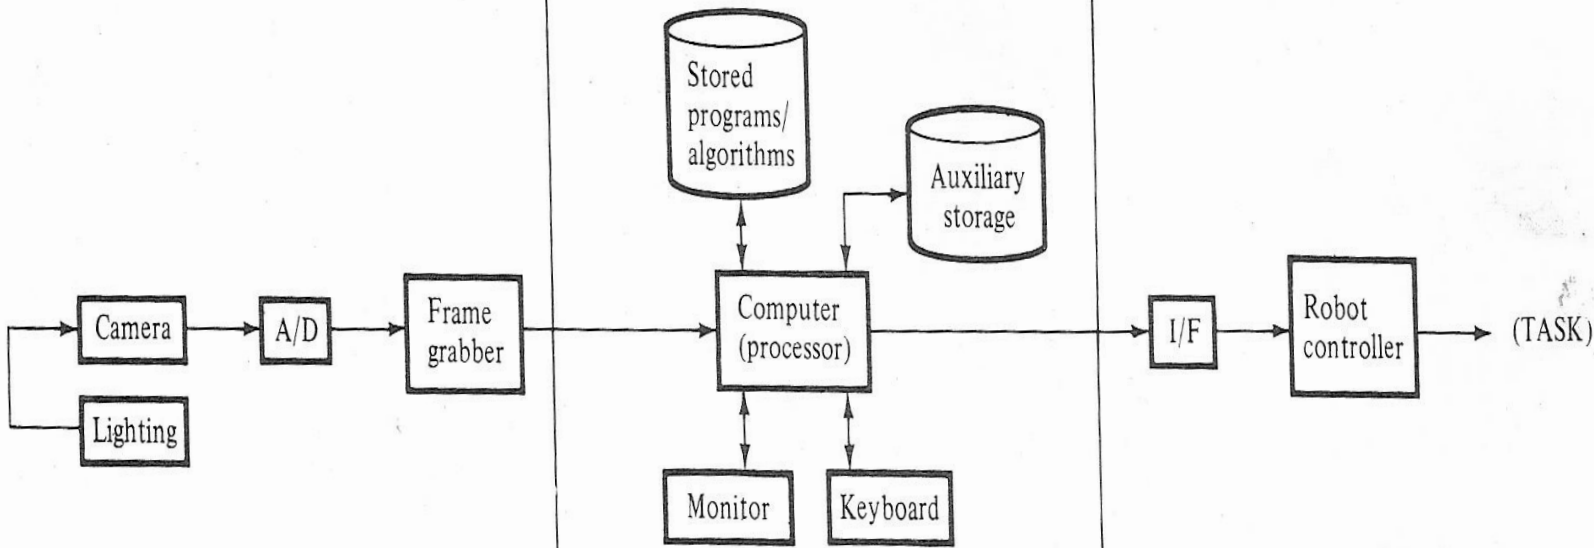 Stored
programs/
algorithms
Auxiliary
storage
Camera
A/D
Frame
grabber
Computer
(processor)
I/F
Robot
controller
(TASK)
Lighting
Monitor
Keyboard